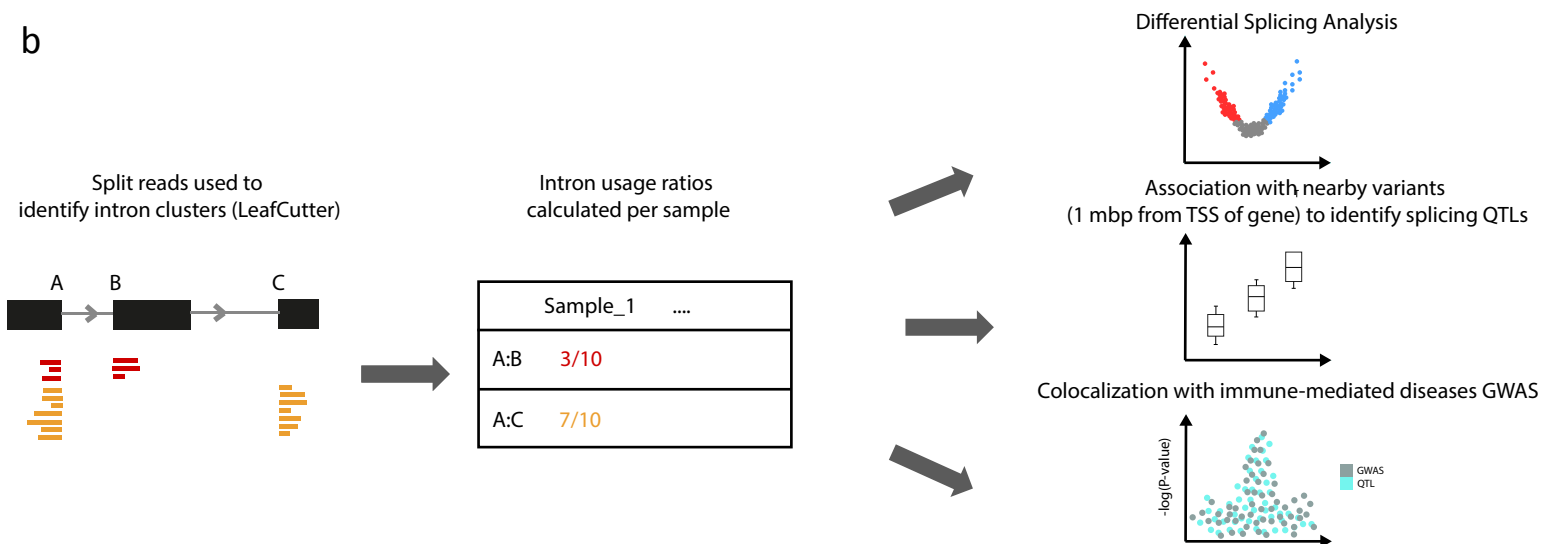 b
Split reads used to
identify intron clusters (LeafCutter)
A B C
Intron usage ratios
calculated per sample
Sample_1 ....
A:B 3/10
A:C 7/10
Differential Splicing Analysis
Association with nearby variants
(1 mbp from TSS of gene) to identify splicing QTLs
Colocalization with immune-mediated diseases GWAS
-log(P-value)
GWAS
QTL